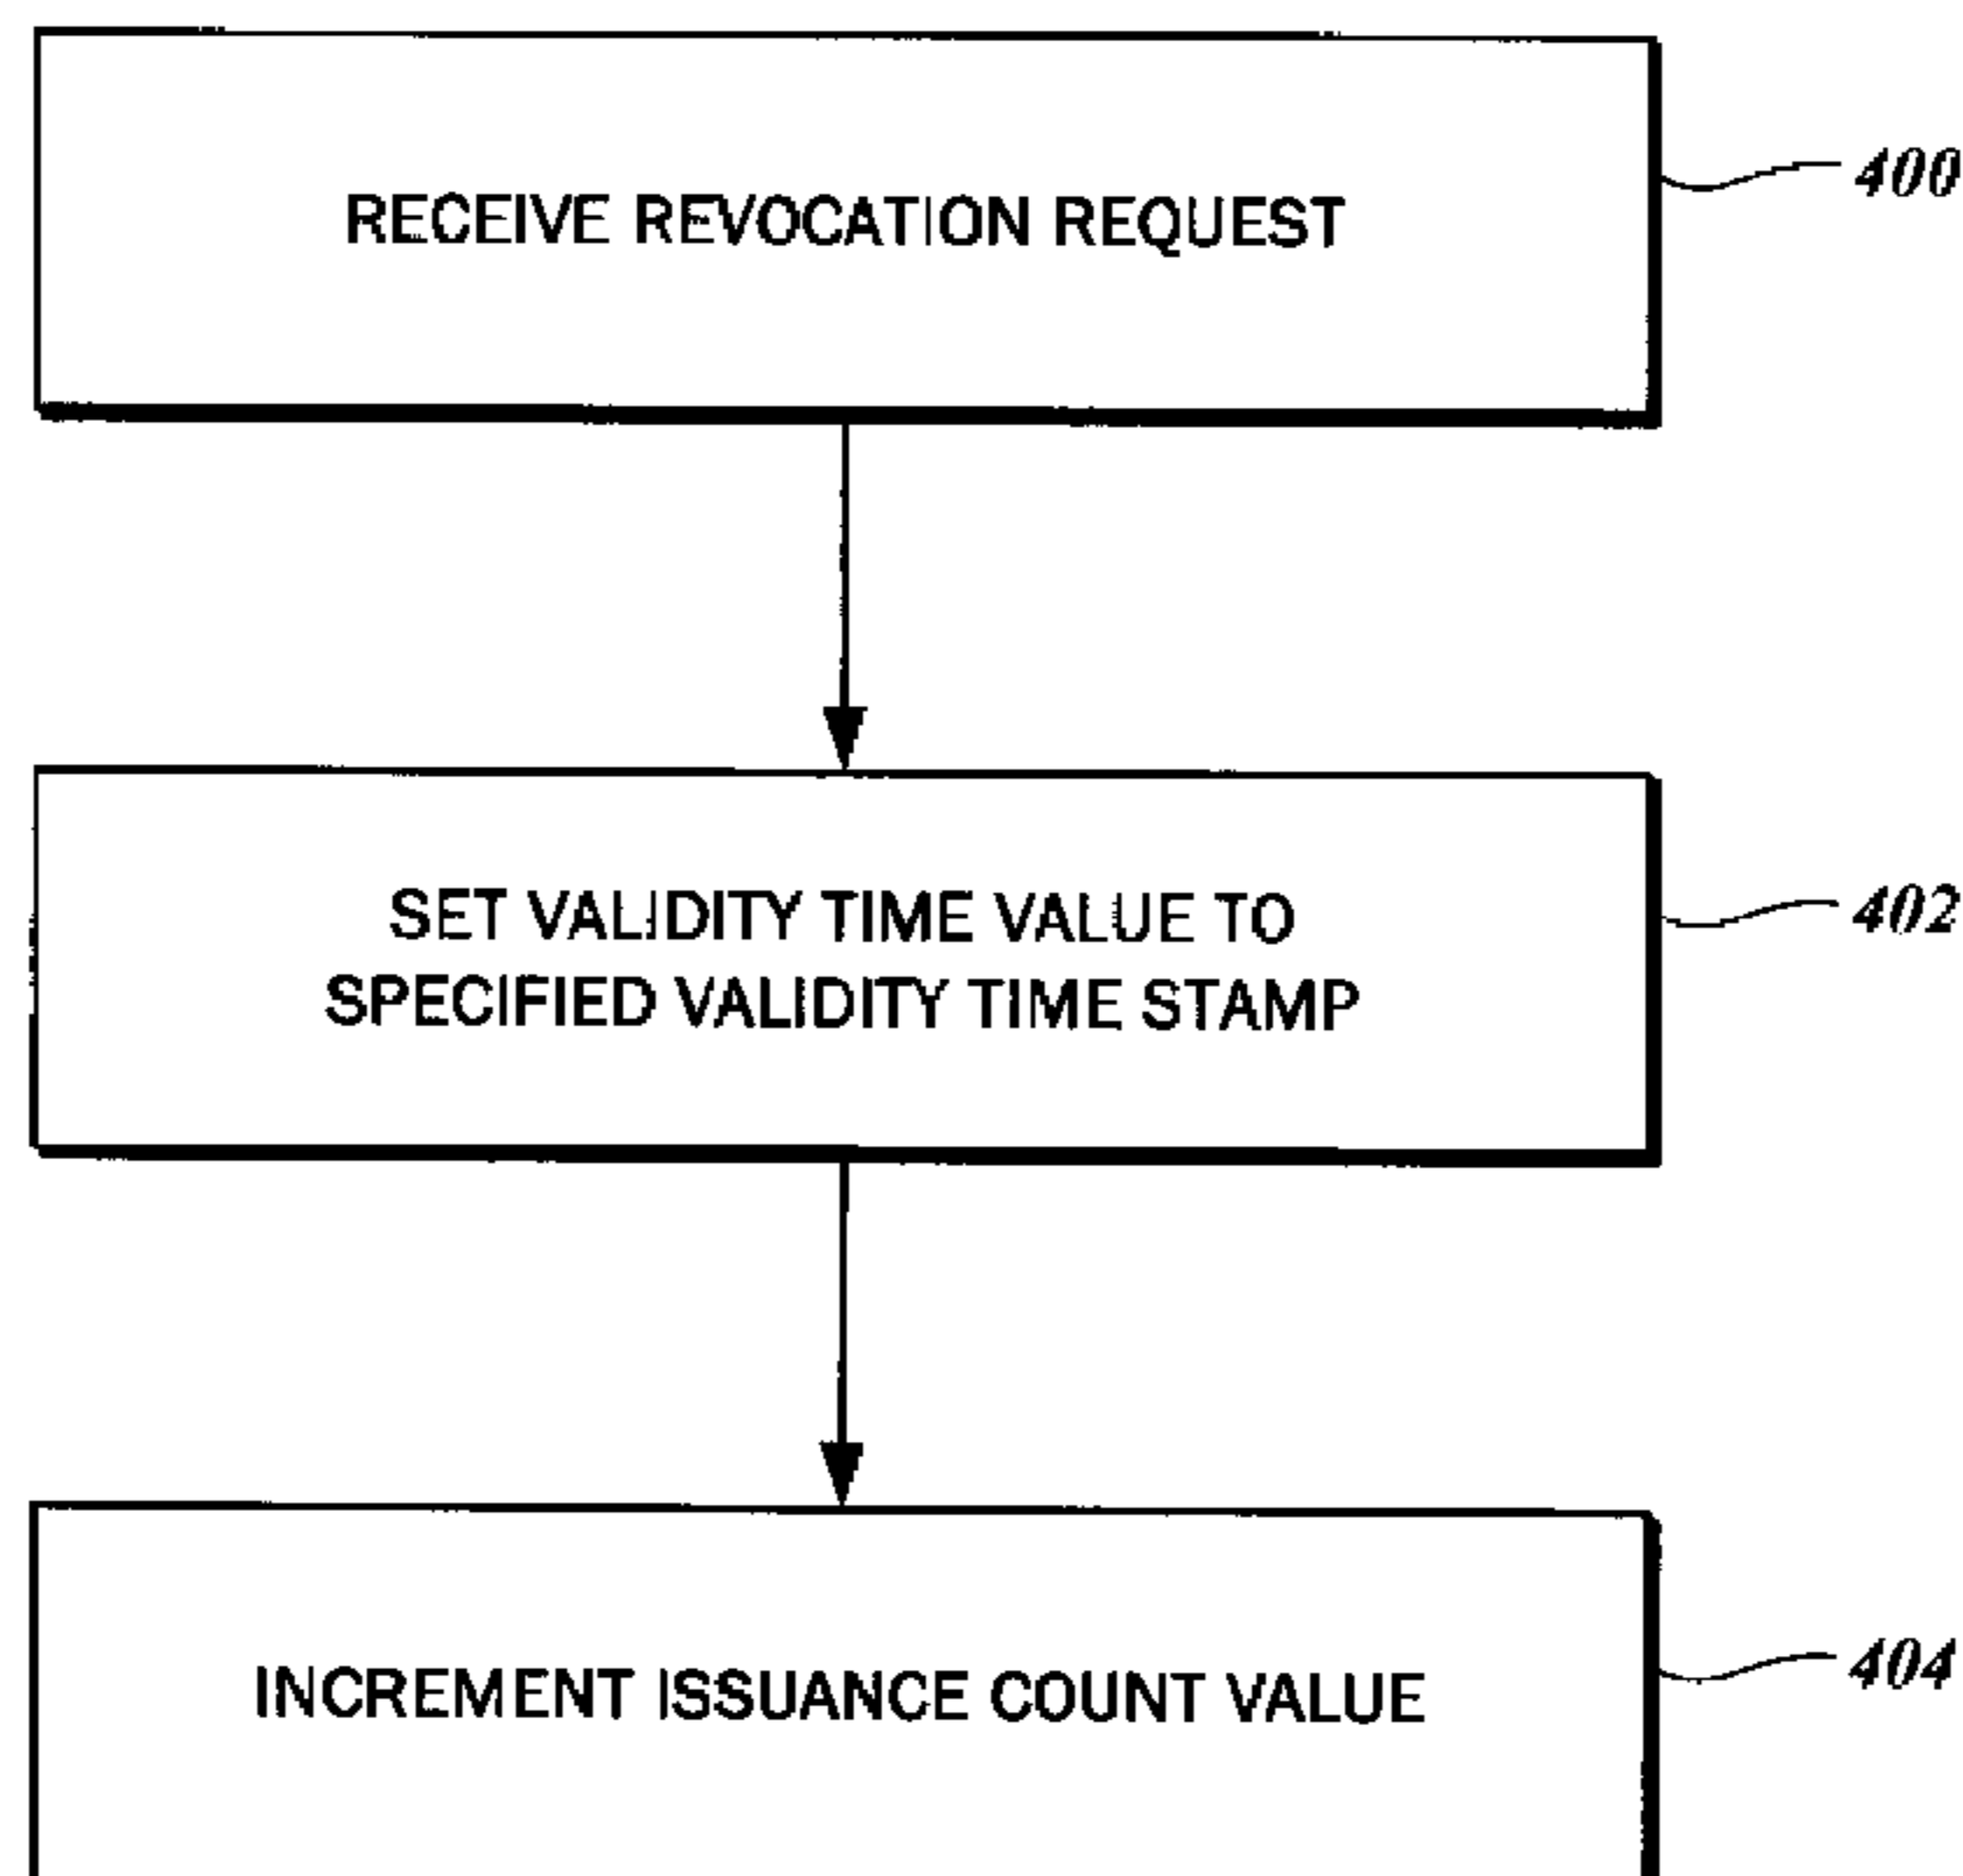 RECEIVE REVOCATION REQUEST
400
SET VALIDITY TIME VALUE TO
SPECIFIED VALIDITY TIME STAMP
402
INCREMENT ISSUANCE COUNT VALUE
404